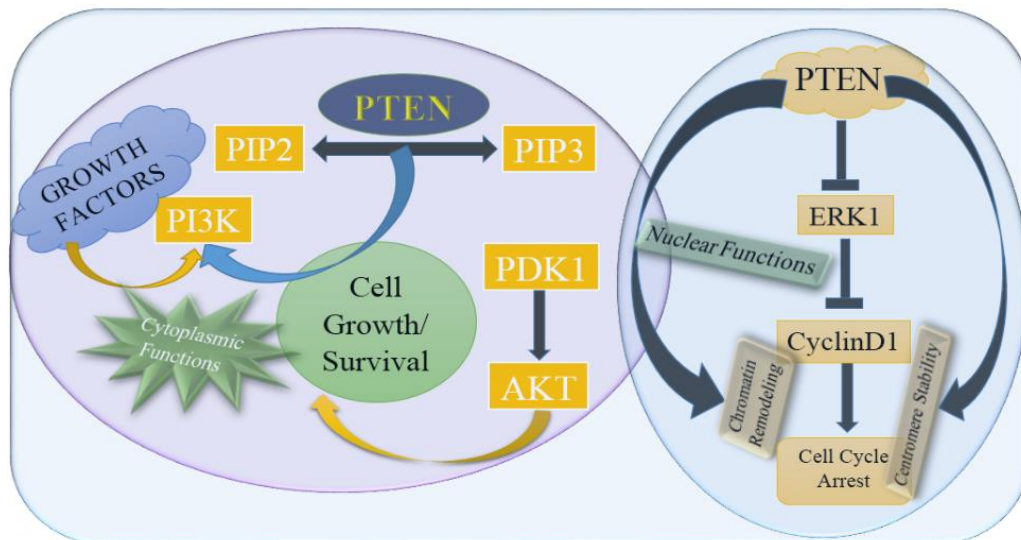 PTEN
PIP2
PIP3
GROWTH
FACTORS
PI3K
Cytoplasmic
Functions
Cell
Growth/
Survival
PDK1
AKT
PTEN
ERK1
Nuclear Functions
CyclinD1
Chromatin
Remodeling
Centromere Stability
Cell Cycle
Arrest